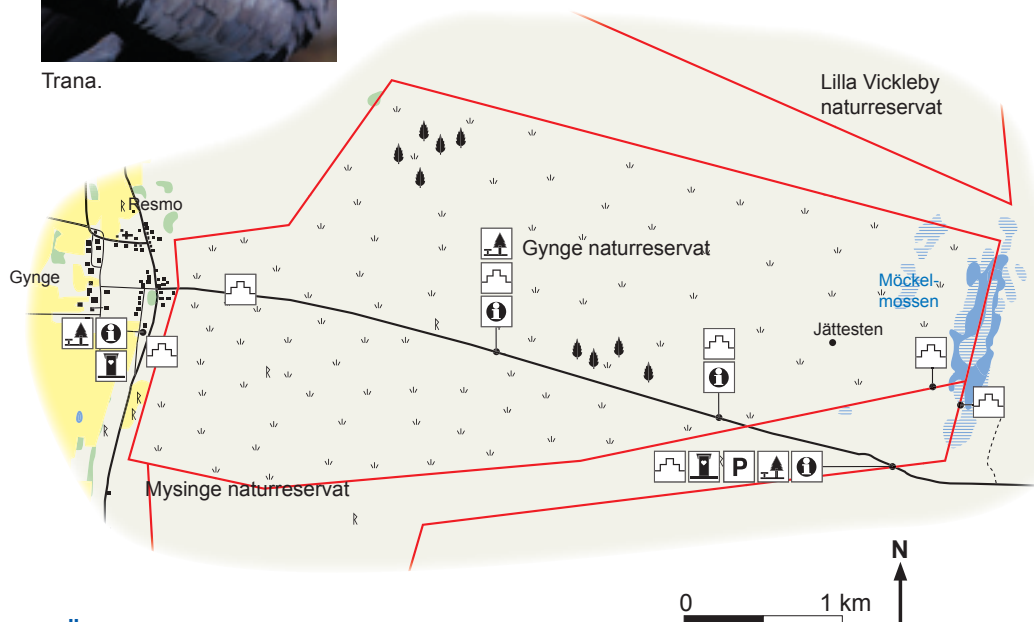 Trana.
Lilla Vickleby
naturreservat
Resmo
Gynge naturreservat
Gynge
Möckel-
mossen
Jättesten
P
Mysinge naturreservat
N
0 1 km